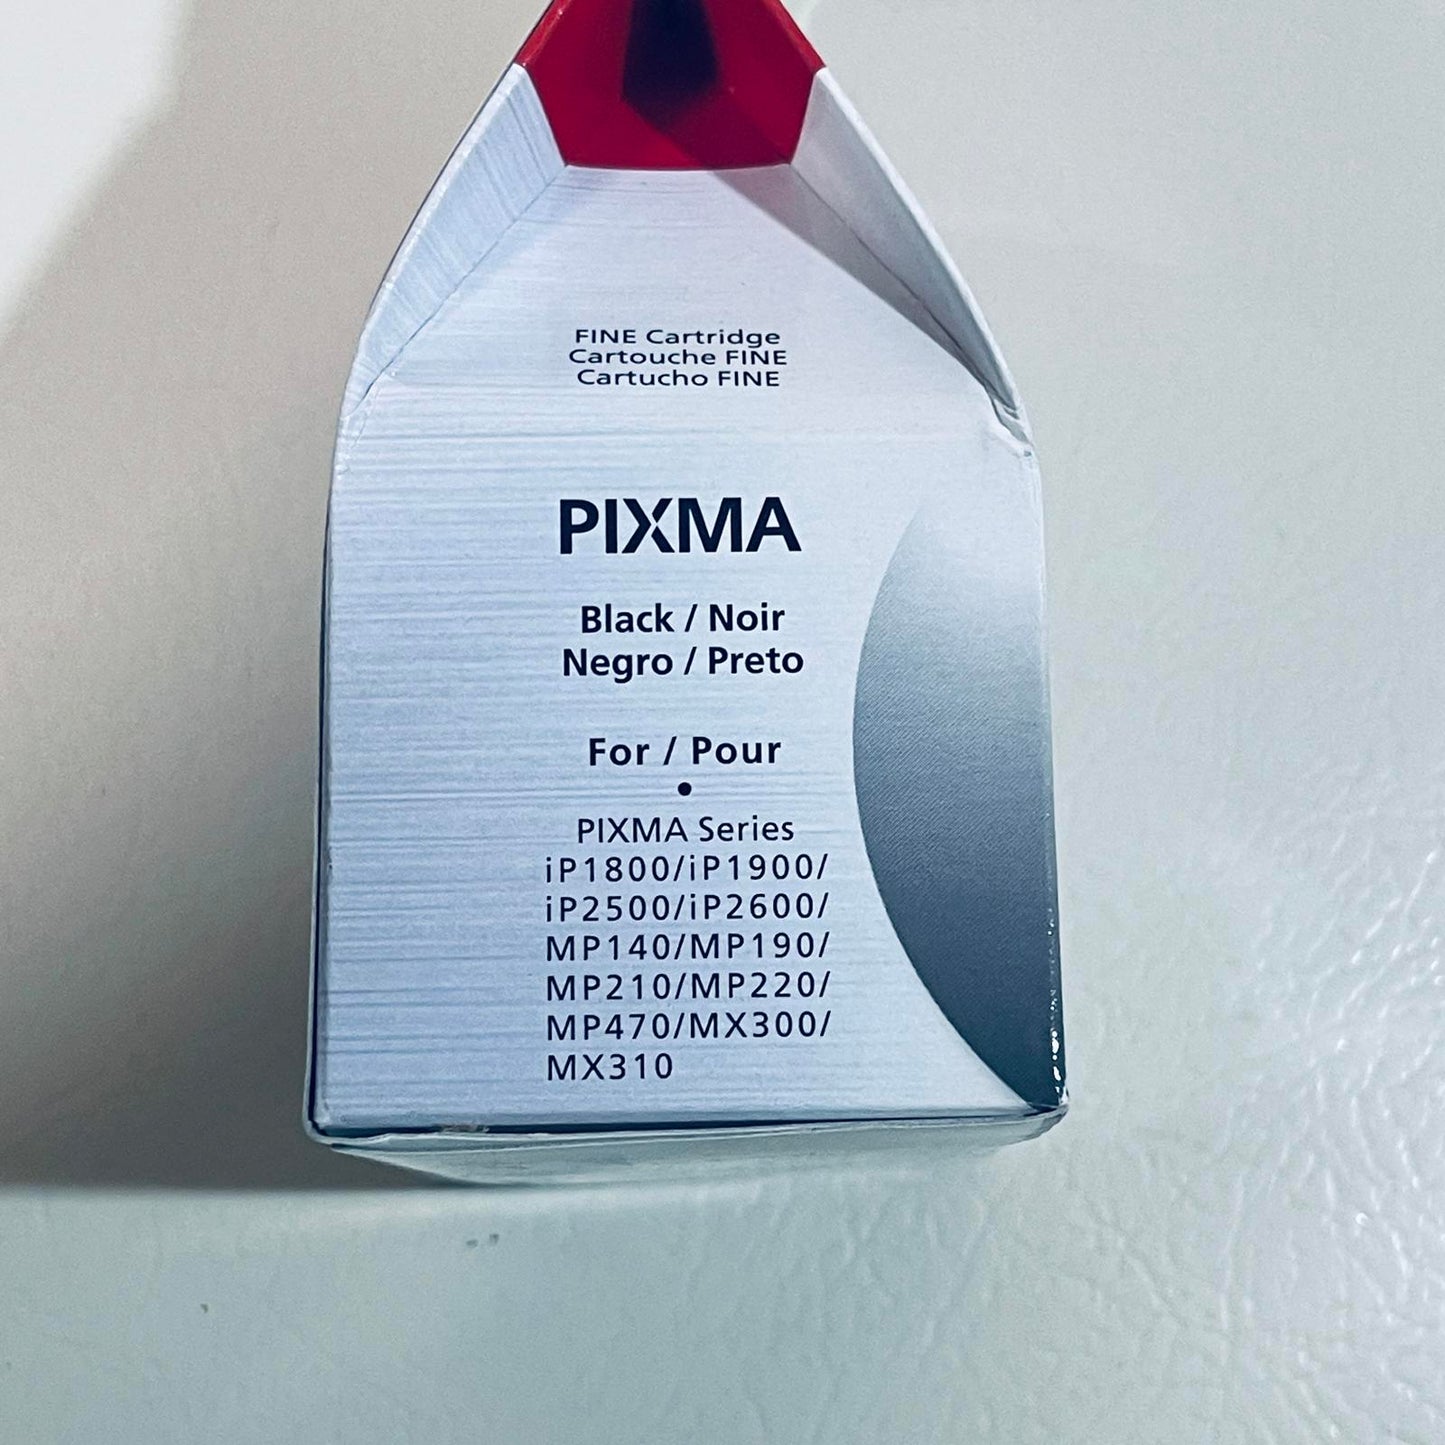 FINE Cartridge
Cartouche FINE
Cartucho FINE
PIXMA
Black / Noir
Negro / Preto
For / Pour
•
PIXMA Series
iP1800/iP1900/
iP2500/iP2600/
MP140/MP190/
MP210/MP220/
MP470/MX300/
MX310